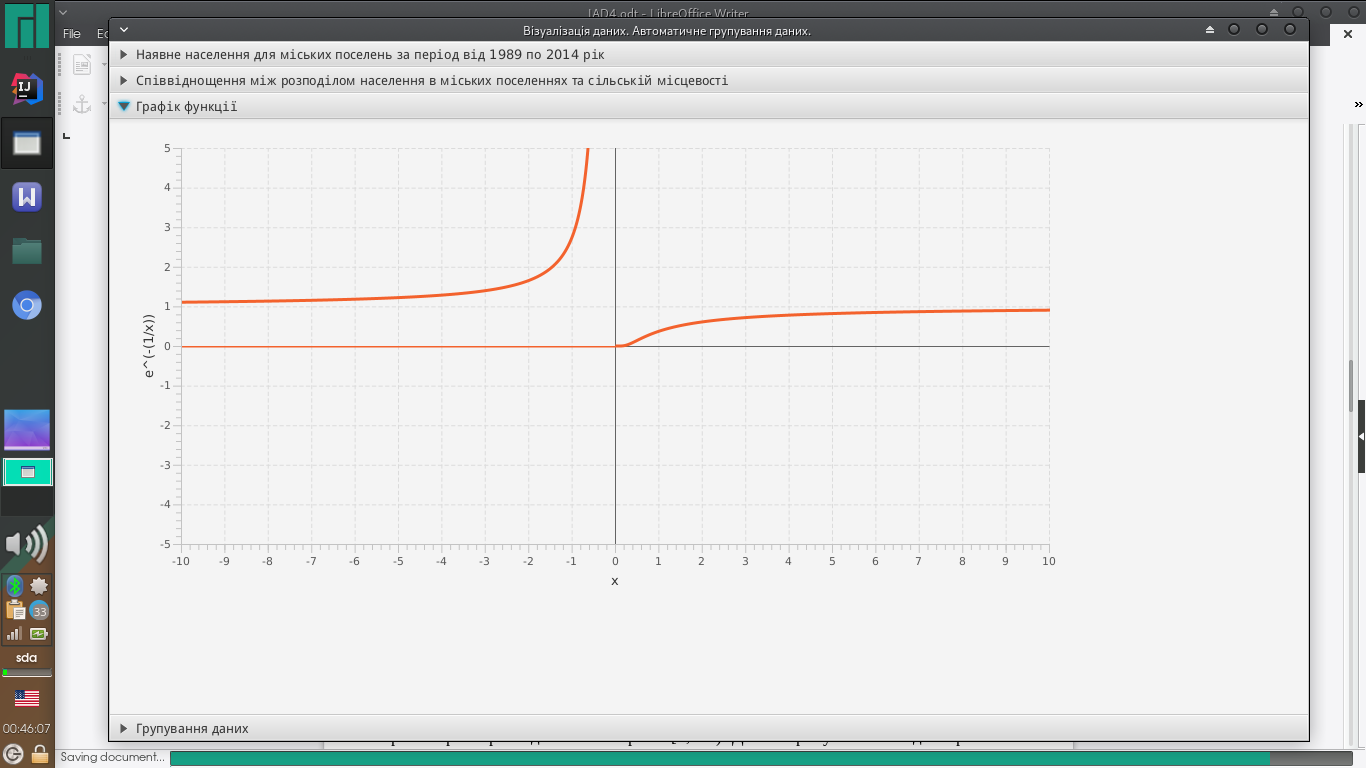 IAD4.odt - LibreOffice Writer
File
Візуалізація даних. Автоматичне групування даних.
Наявне населення для міських поселень за період від 1989 по 2014 рік
Співвіднощення між розподілом населення в міських поселеннях та сільській місцевості
Графік функції
5
4
3
2
1
0
-1
-2
-3
-4
-5
e^(-(1/x))
-10 -9 -8 -7 -6 -5 -4 -3 -2 -1 0 1 2 3 4 5 6 7 8 9 10
x
Групування даних
IJ
W
33
sda
00:46:07
Saving document...